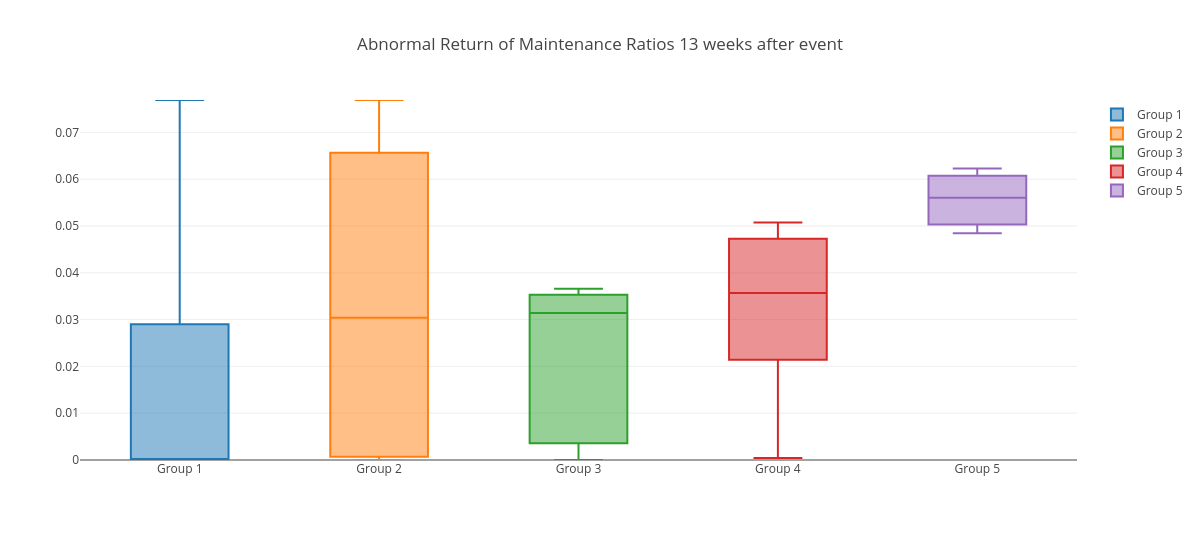 Abnormal Return of Maintenance Ratios 13 weeks after event
0.07
0.06
0.05
0.04
0.03
0.02
0.01
0
Group 1
Group 2
Group 3
Group 4
Group 5
Group 1
Group 2
Group 3
Group 4
Group 5